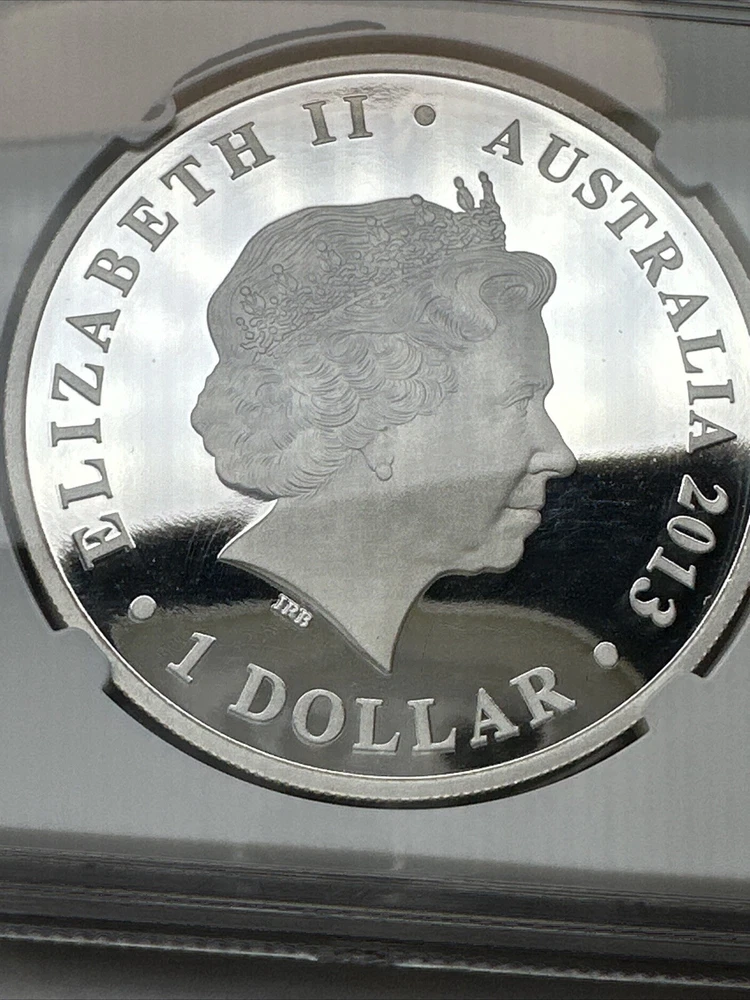 ELIZABETH II • AUSTRALIA 2013
IRB
• 1 DOLLAR •